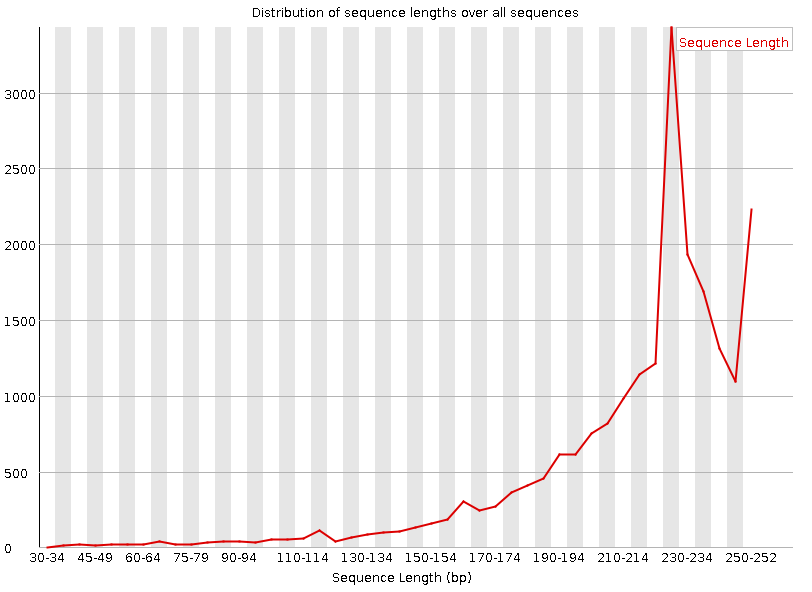 Distribution of sequence lengths over all sequences
Sequence Length
3000
2500
2000
1500
1000
500
0
30-34 45-49 60-64 75-79 90-94 110-114 130-134 150-154 170-174 190-194 210-214 230-234 250-252
Sequence Length (bp)